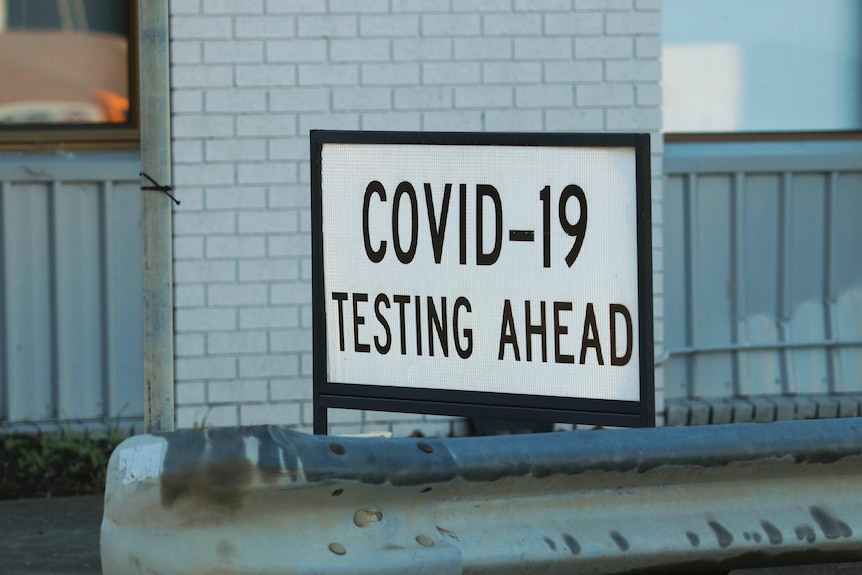 COVID-19
TESTING AHEAD